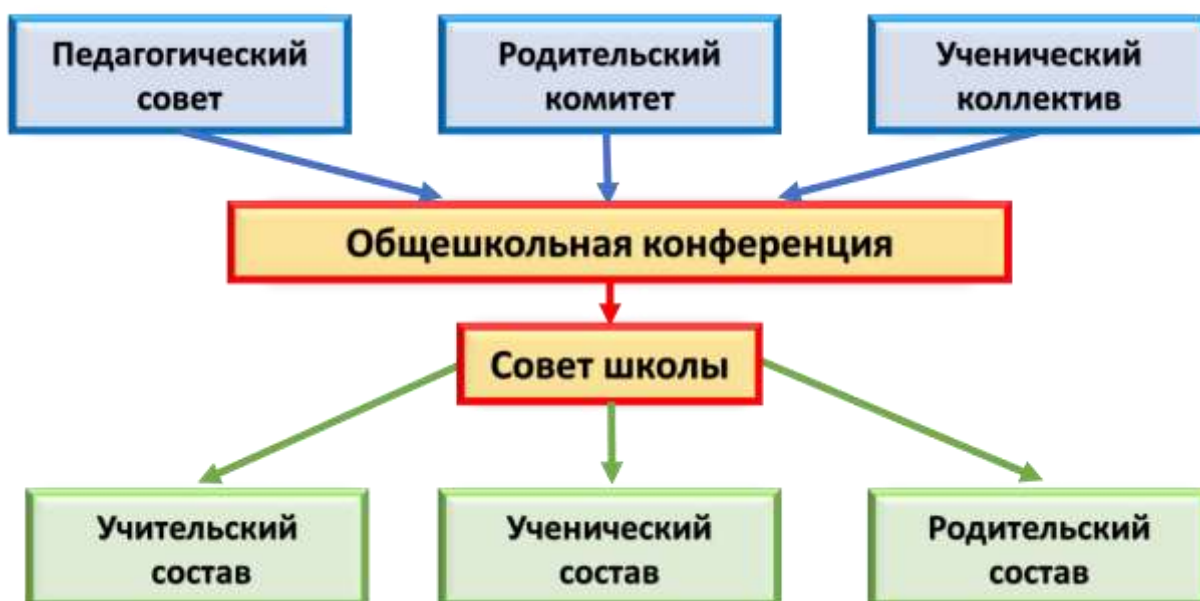 Педагогический
совет
Родительский
комитет
Ученический
коллектив
Общешкольная конференция
Совет школы
Учительский
состав
Ученический
состав
Родительский
состав